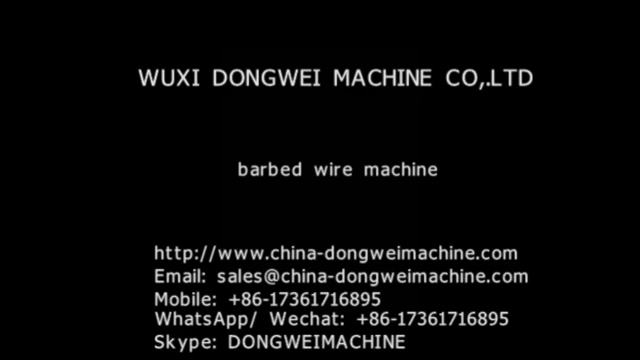 WUXI DONGWEI MACHINE CO,.LTD
barbed wire machine
http://www.china-dongweimachine.com
Email: sales@china-dongweimachine.com
Mobile: +86-17361716895
WhatsApp/ Wechat: +86-17361716895
Skype: DONGWEIMACHINE